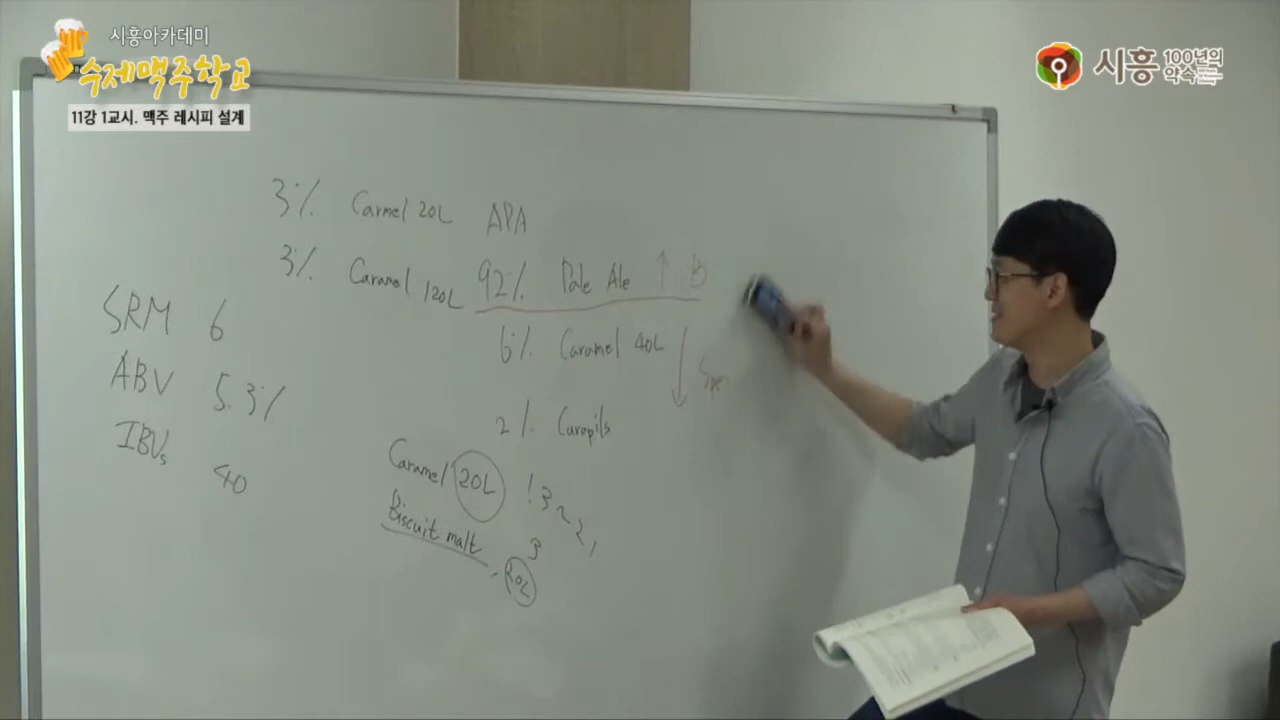 시흥아카데미
수제맥주학교
11강 1교시. 맥주 레시피 설계
시흥 100년의 약속
3% Carmel 20L APA
3% Caramel 120L 92% Pale Ale ↑ B
6% Caramel 40L ↓ Spe
2% Carapils
SRM 6
ABV 5.3%
IBUs 40
Caramel 20L ! 3 ~ 2,
Biscuit malt, 3
20L